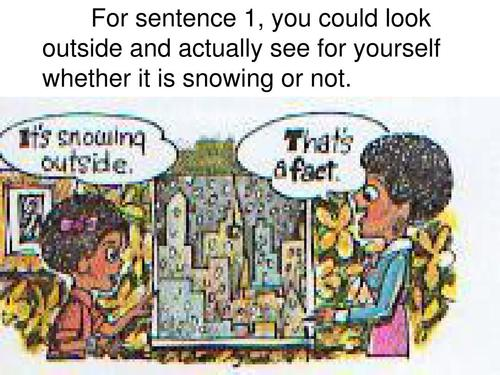 For sentence 1, you could look
outside and actually see for yourself
whether it is snowing or not.
It's snowing
outside.
That's
a fact.